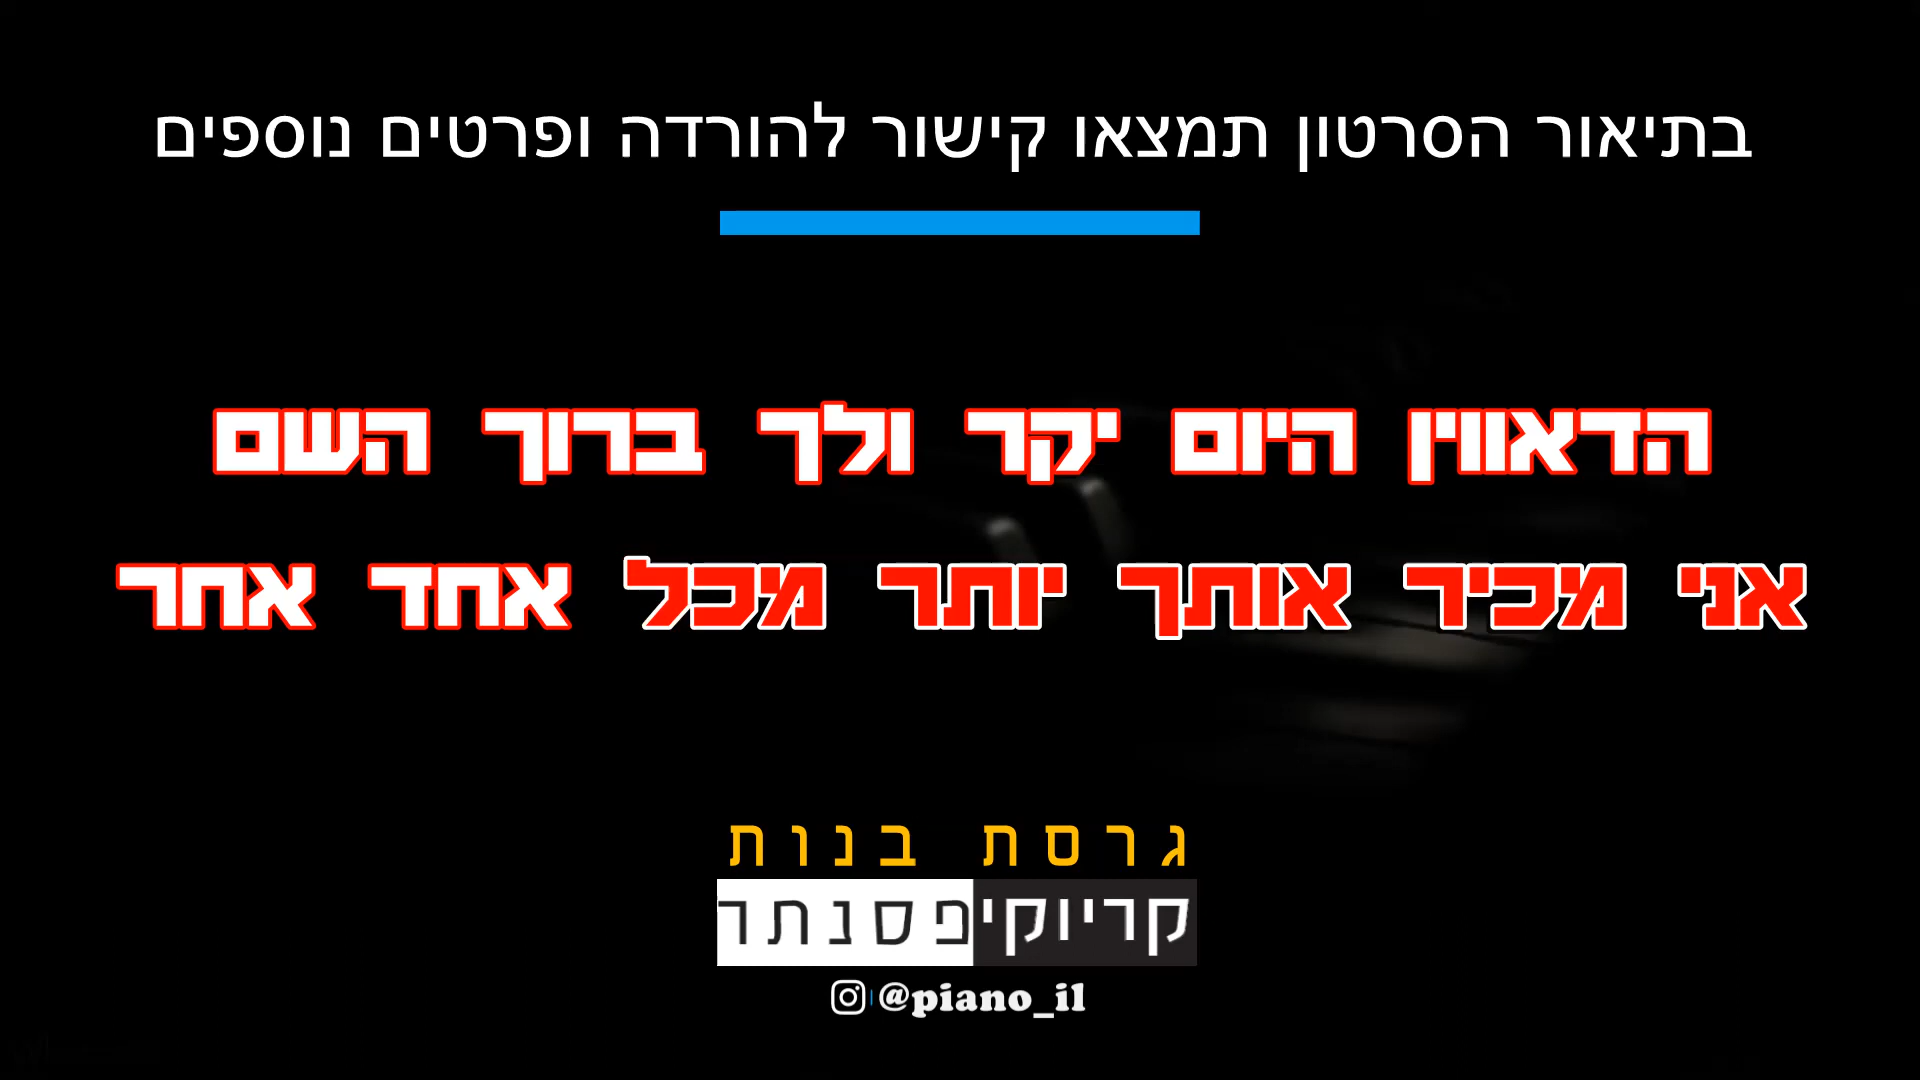 בתיאור הסרטון תמצאו קישור להורדה ופרטים נוספים
הדאווין היום יקר ולך ברוך השם
אני מכיר אותך יותר מכל אחד אחר
גרסת בנות
קריוקיפסנתר
@piano_il